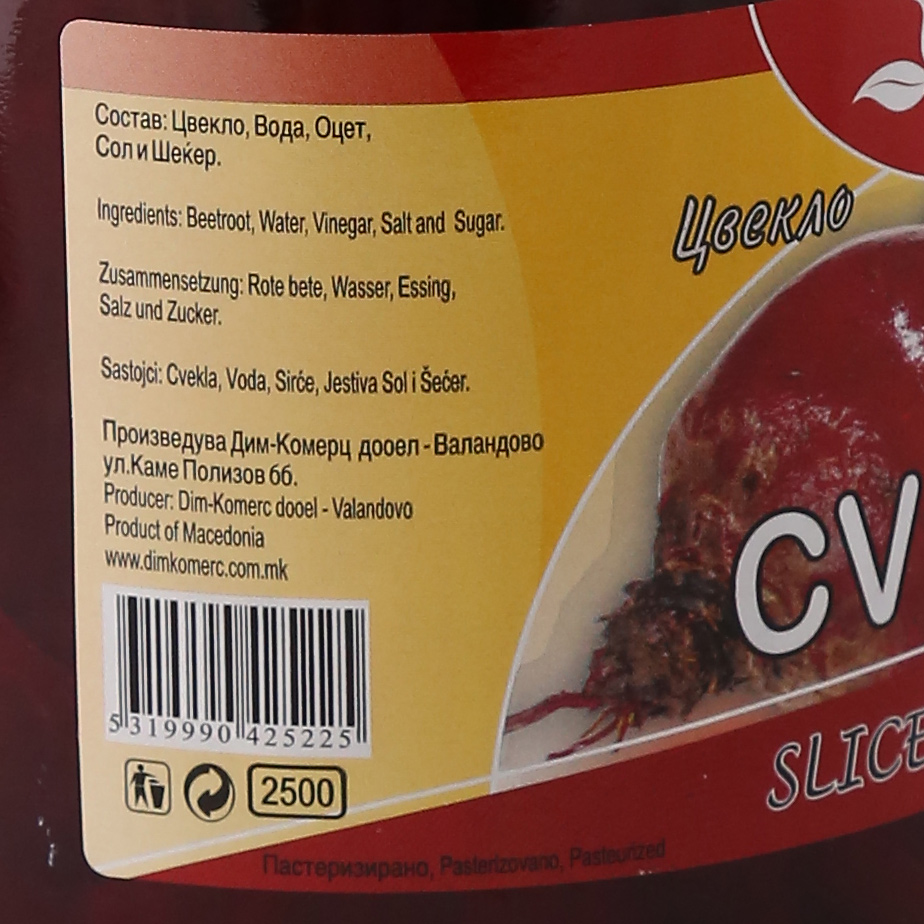 Состав: Цвекло, Вода, Оцет,
Сол и Шеќер.
Ingredients: Beetroot, Water, Vinegar, Salt and Sugar.
Zusammensetzung: Rote bete, Wasser, Essing,
Salz und Zucker.
Sastojci: Cvekla, Voda, Sirće, Jestiva Sol i Šećer.
Произведува Дим-Комерц дооел - Валандово
ул.Каме Полизов бб.
Producer: Dim-Komerc dooel - Valandovo
Product of Macedonia
www.dimkomerc.com.mk
5 319990 425225
2500
Пастеризирано, Pasterizovano, Pasteurized
Цвекло
CV
SLICE